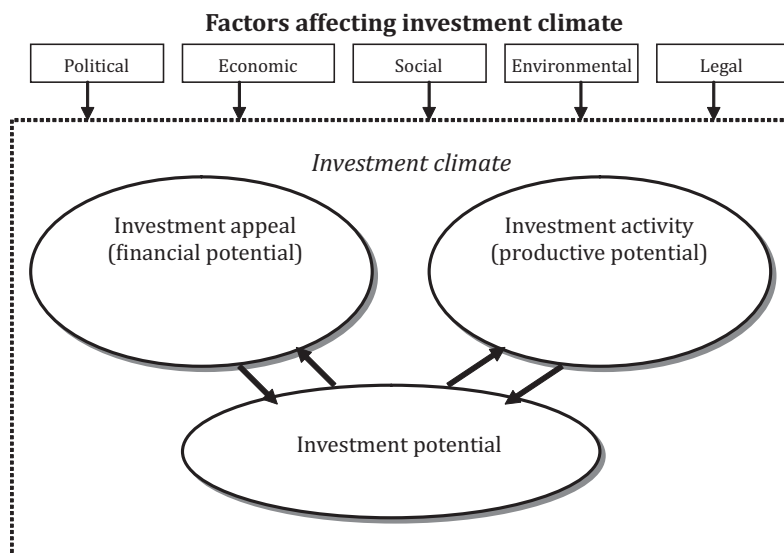 Factors affecting investment climate
Political
Economic
Social
Environmental
Legal
Investment climate
Investment appeal
(financial potential)
Investment activity
(productive potential)
Investment potential